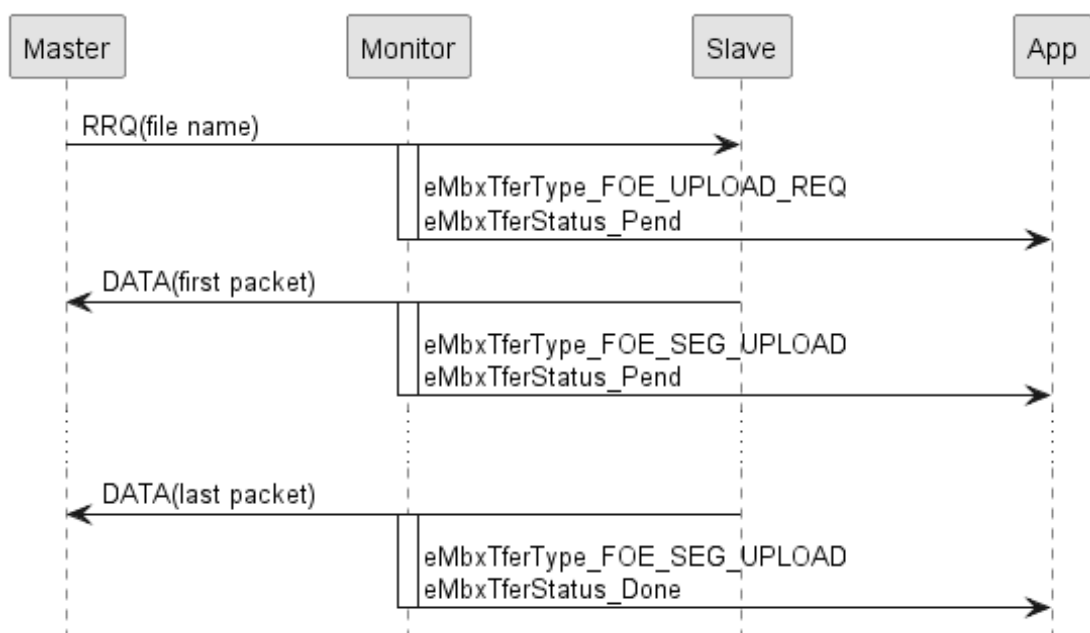 Master
Monitor
Slave
App
RRQ(file name)
eMbxTferType_FOE_UPLOAD_REQ
eMbxTferStatus_Pend
DATA(first packet)
eMbxTferType_FOE_SEG_UPLOAD
eMbxTferStatus_Pend
DATA(last packet)
eMbxTferType_FOE_SEG_UPLOAD
eMbxTferStatus_Done